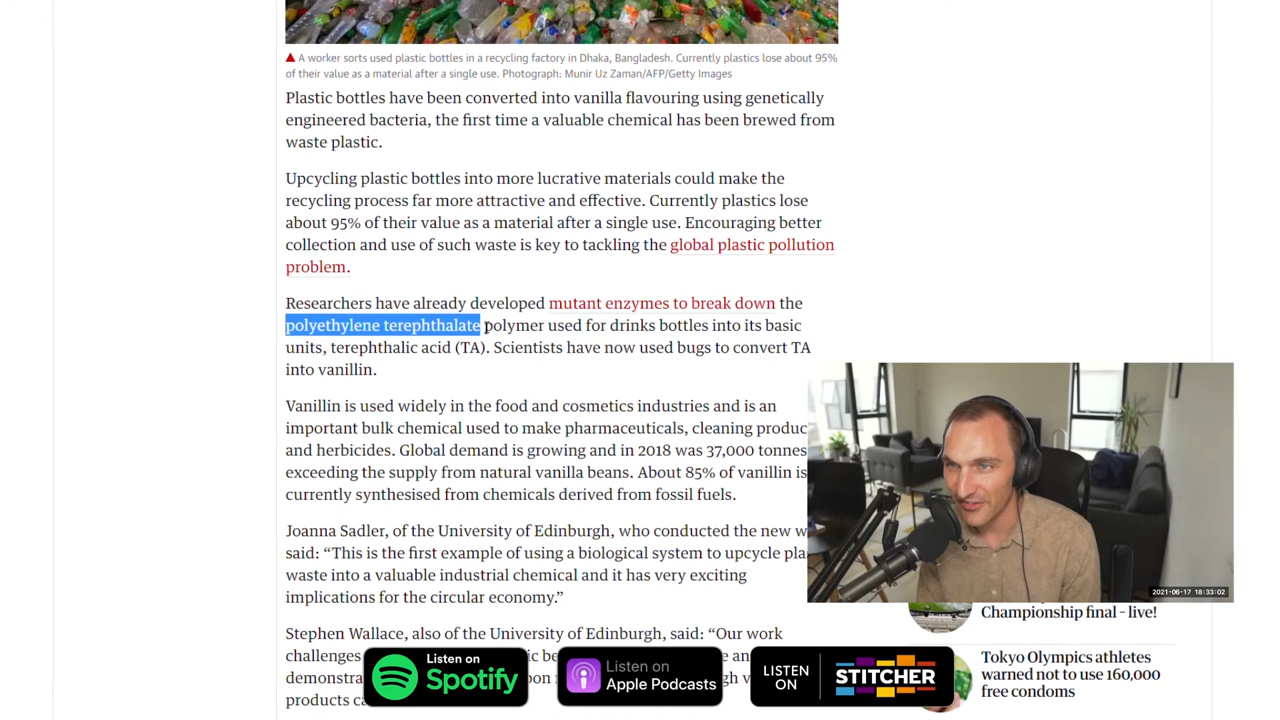 A worker sorts used plastic bottles in a recycling factory in Dhaka, Bangladesh. Currently plastics lose about 95%
of their value as a material after a single use. Photograph: Munir Uz Zaman/AFP/Getty Images
Plastic bottles have been converted into vanilla flavouring using genetically
engineered bacteria, the first time a valuable chemical has been brewed from
waste plastic.
Upcycling plastic bottles into more lucrative materials could make the
recycling process far more attractive and effective. Currently plastics lose
about 95% of their value as a material after a single use. Encouraging better
collection and use of such waste is key to tackling the global plastic pollution
problem.
Researchers have already developed mutant enzymes to break down the
polyethylene terephthalate polymer used for drinks bottles into its basic
units, terephthalic acid (TA). Scientists have now used bugs to convert TA
into vanillin.
Vanillin is used widely in the food and cosmetics industries and is an
important bulk chemical used to make pharmaceuticals, cleaning produc
and herbicides. Global demand is growing and in 2018 was 37,000 tonnes
exceeding the supply from natural vanilla beans. About 85% of vanillin is
currently synthesised from chemicals derived from fossil fuels.
Joanna Sadler, of the University of Edinburgh, who conducted the new w
said: “This is the first example of using a biological system to upcycle pla
waste into a valuable industrial chemical and it has very exciting
implications for the circular economy.”
Stephen Wallace, also of the University of Edinburgh, said: “Our work
challenges
demonstra
products
2021-06-17 18:33:02
Championship final – live!
Tokyo Olympics athletes
warned not to use 160,000
free condoms
Listen on
Spotify
Listen on
Apple Podcasts
LISTEN
ON
STITCHER